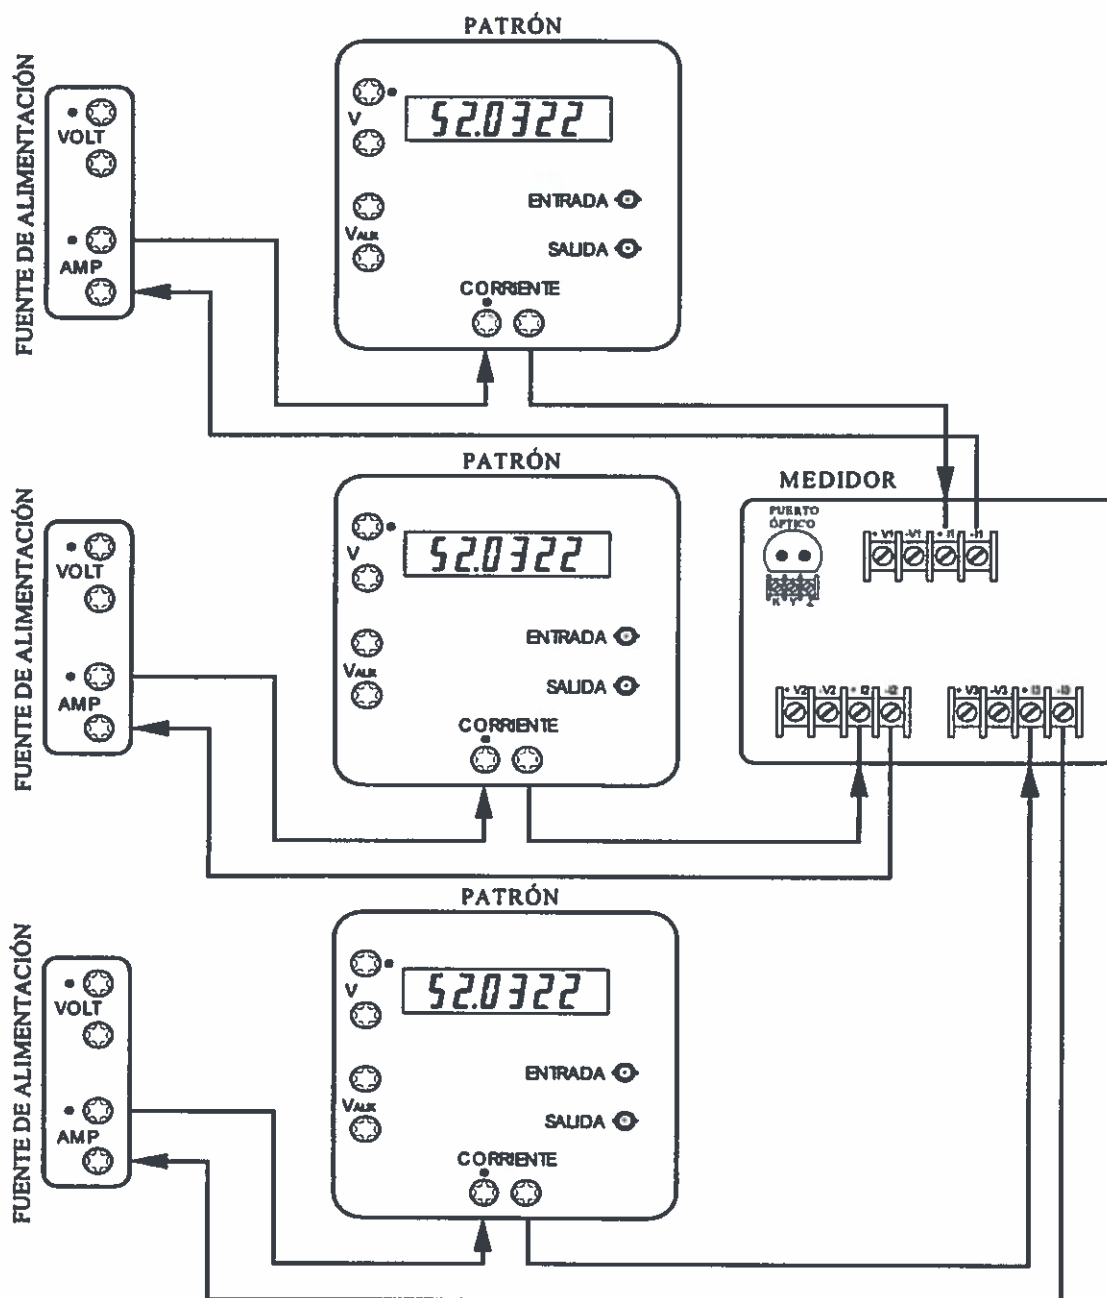 PATRÓN
FUENTE DE ALIMENTACIÓN
VOLT
AMP
V
52.0322
ENTRADA
SALIDA
VAUX
CORRIENTE
PATRÓN
FUENTE DE ALIMENTACIÓN
VOLT
AMP
V
52.0322
ENTRADA
SALIDA
VAUX
CORRIENTE
MEDIDOR
PUERTO
ÓPTICO
+ V1 -V1 + I1 -I1
K Y Z
+ V2 -V2 + I2 -I2
+ V3 -V3 + I3 -I3
PATRÓN
FUENTE DE ALIMENTACIÓN
VOLT
AMP
V
52.0322
ENTRADA
SALIDA
VAUX
CORRIENTE